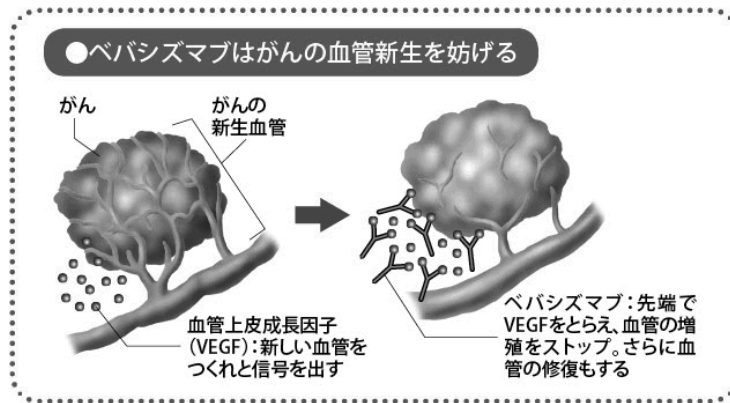 ●ベバシズマブはがんの血管新生を妨げる
がん
がんの
新生血管
血管上皮成長因子
(VEGF):新しい血管を
つくれと信号を出す
ベバシズマブ:先端で
VEGFをとらえ、血管の増
殖をストップ。さらに血
管の修復もする